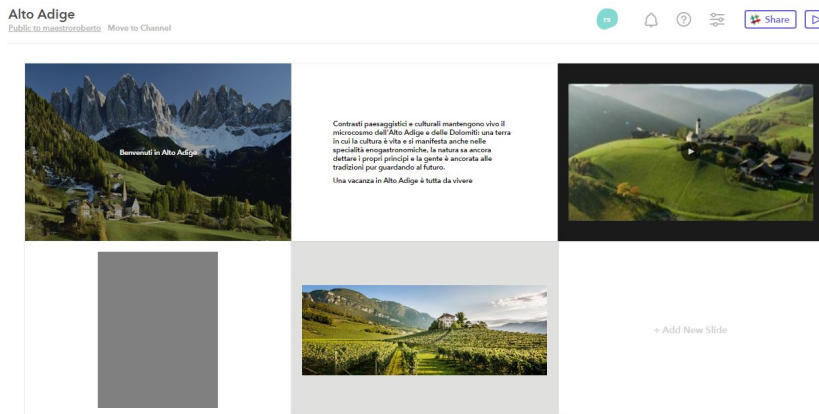 Alto Adige
Public to maestroroberto Move to Channel
rs
Share
Benvenuti in Alto Adige
Contrasti paesaggistici e culturali mantengono vivo il
microcosmo dell'Alto Adige e delle Dolomiti: una terra
in cui la cultura è vita e si manifesta anche nelle
specialità enogastronomiche, la natura sa ancora
dettare i propri principi e la gente è ancorata alle
tradizioni pur guardando al futuro.
Una vacanza in Alto Adige è tutta da vivere
+ Add New Slide